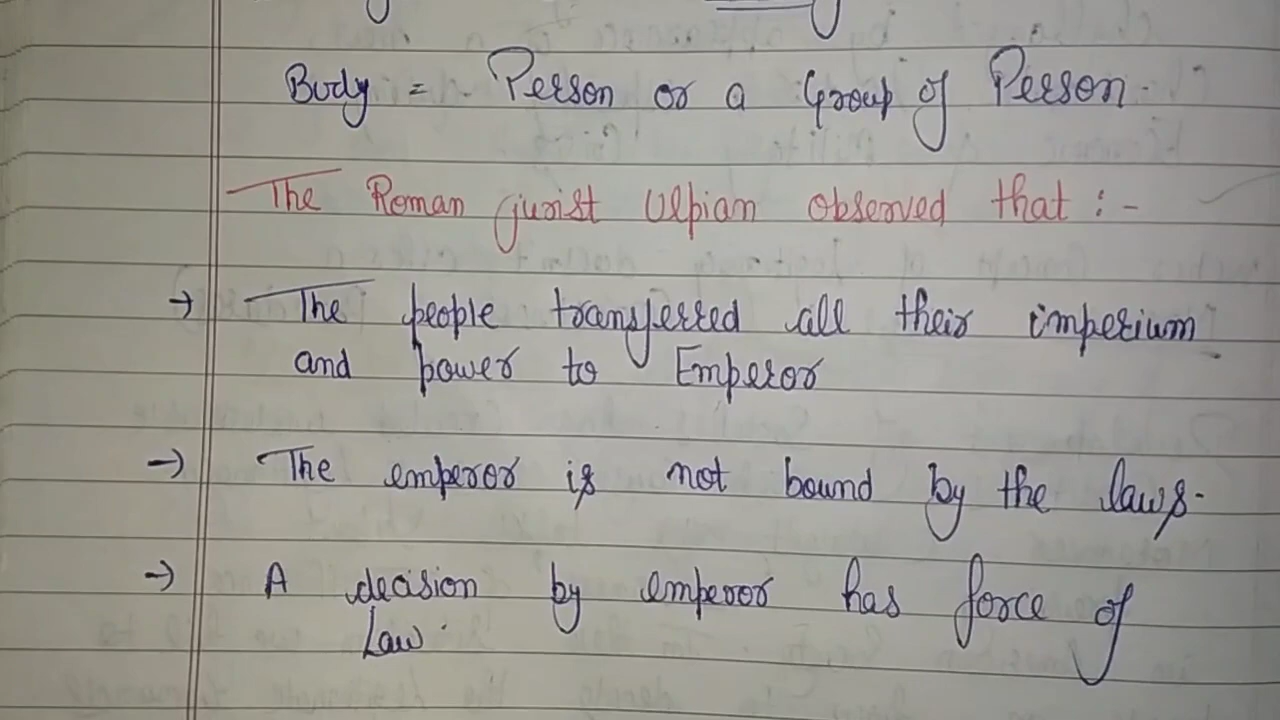 Body = Person or a Group of Person.
The Roman jurist Ulpian observed that :-
→ The people transferred all their imperium
and power to Emperor
→ The emperor is not bound by the laws.
→ A decision by emperor has force of
Law.